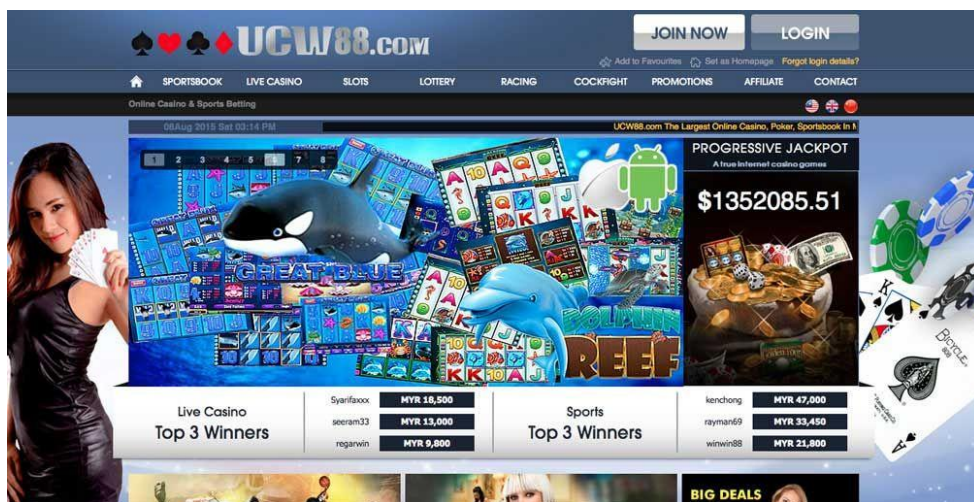 UCW88.COM
JOIN NOW
LOGIN
Add to Favourites
Set as Homepage
Forgot login details?
SPORTSBOOK
LIVE CASINO
SLOTS
LOTTERY
RACING
COCKFIGHT
PROMOTIONS
AFFILIATE
CONTACT
Online Casino & Sports Betting
08Aug 2015 Sat 03:14 PM
UCW88.com The Largest Online Casino, Poker, Sportsbook In M
1 2 3 4 5 6 7 8
GREAT BLUE
DOLPHIN
REEF
PROGRESSIVE JACKPOT
A true internet casino games
$1352085.51
Live Casino
Top 3 Winners
Syarifaxxx MYR 18,500
seeram33 MYR 13,000
regarwin MYR 9,800
Sports
Top 3 Winners
kenchong MYR 47,000
rayman69 MYR 33,450
winwin88 MYR 21,800
BICYCLE
808
BIG DEALS